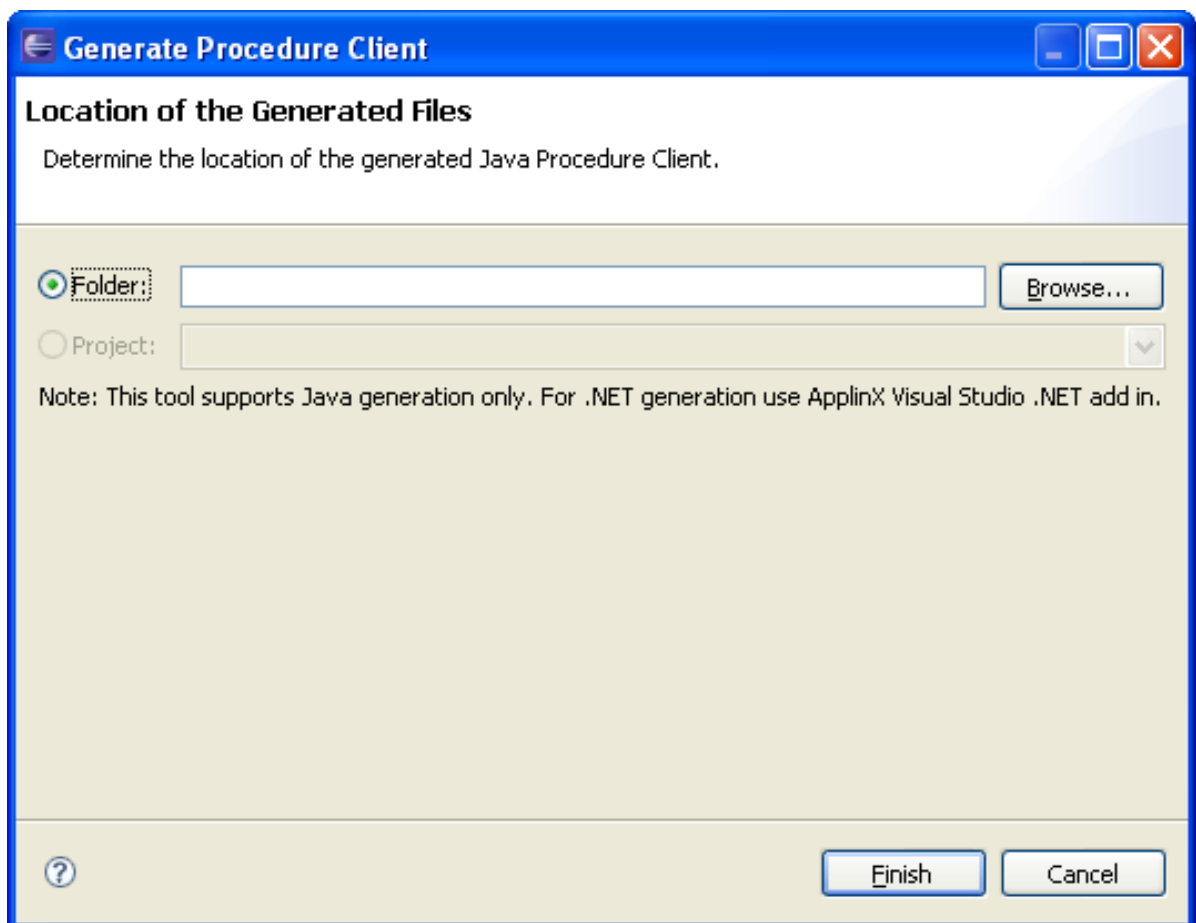 Generate Procedure Client
Location of the Generated Files
Determine the location of the generated Java Procedure Client.
Folder:
Browse...
Project:
Note: This tool supports Java generation only. For .NET generation use ApplinX Visual Studio .NET add in.
?
Finish
Cancel